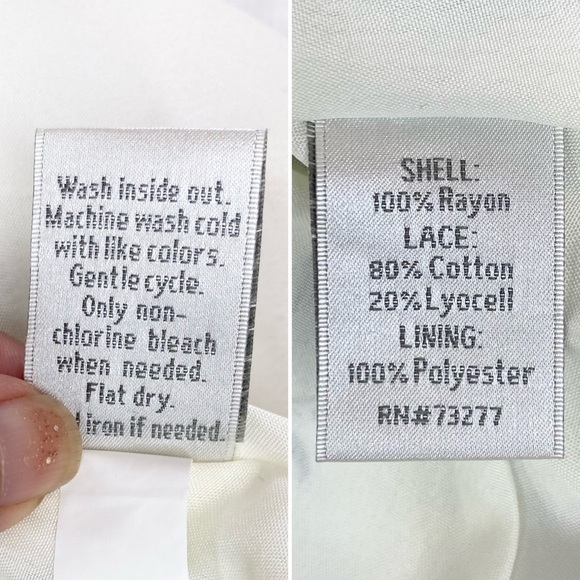 Wash inside out.
Machine wash cold
with like colors.
Gentle cycle.
Only non-
chlorine bleach
when needed.
Flat dry.
iron if needed.
SHELL:
100% Rayon
LACE:
80% Cotton
20% Lyocell
LINING:
100% Polyester
RN#73277